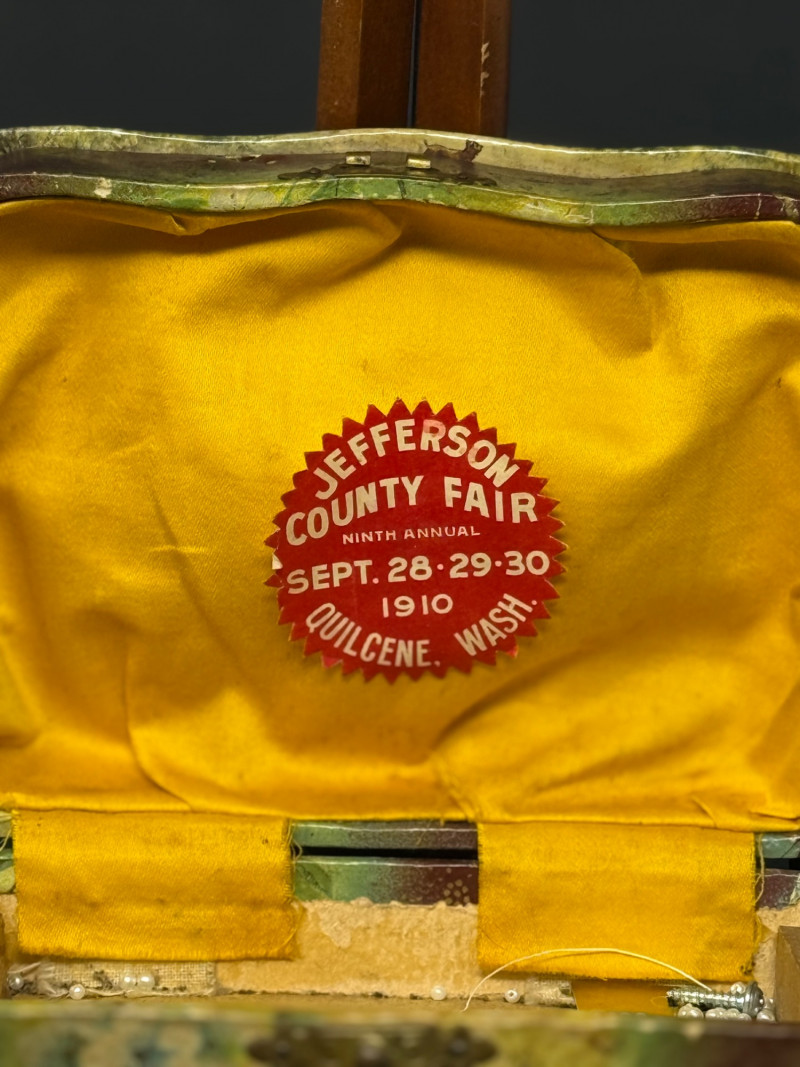 JEFFERSON
COUNTY FAIR
NINTH ANNUAL
SEPT. 28·29·30
1910
QUILCENE, WASH.